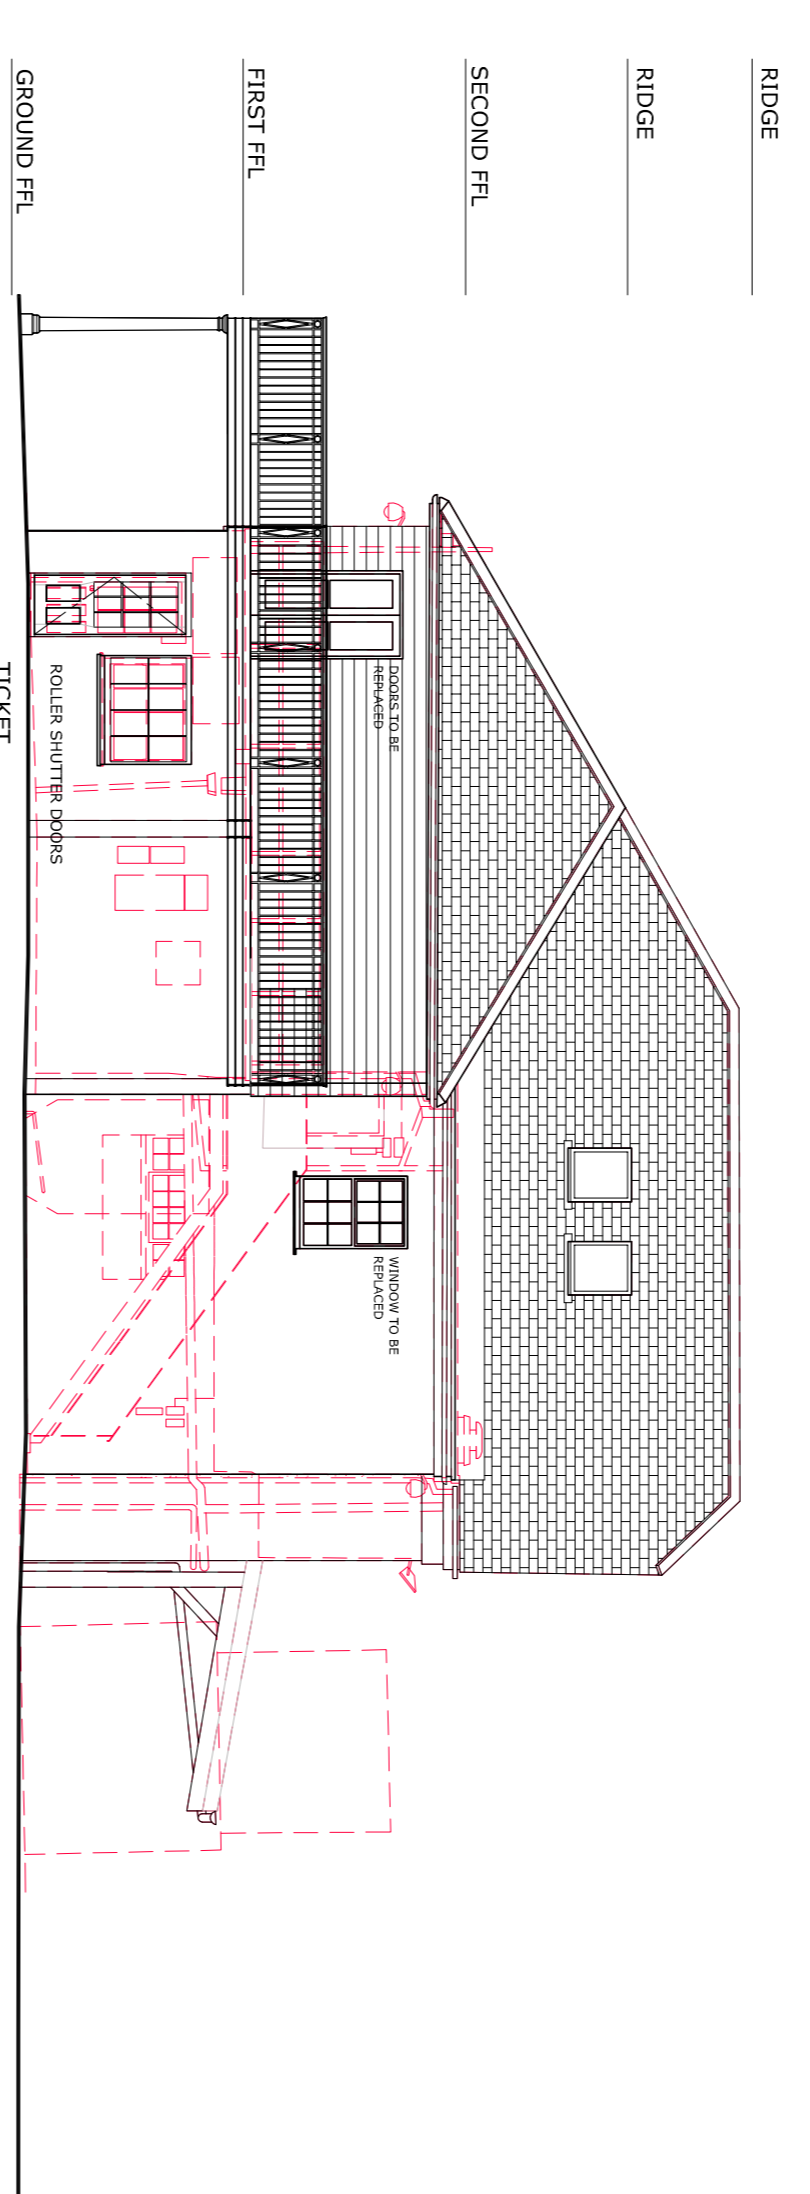 RIDGE
RIDGE
SECOND FFL
FIRST FFL
GROUND FFL
DOORS TO BE
REPLACED
WINDOW TO BE
REPLACED
ROLLER SHUTTER DOORS
TICKET